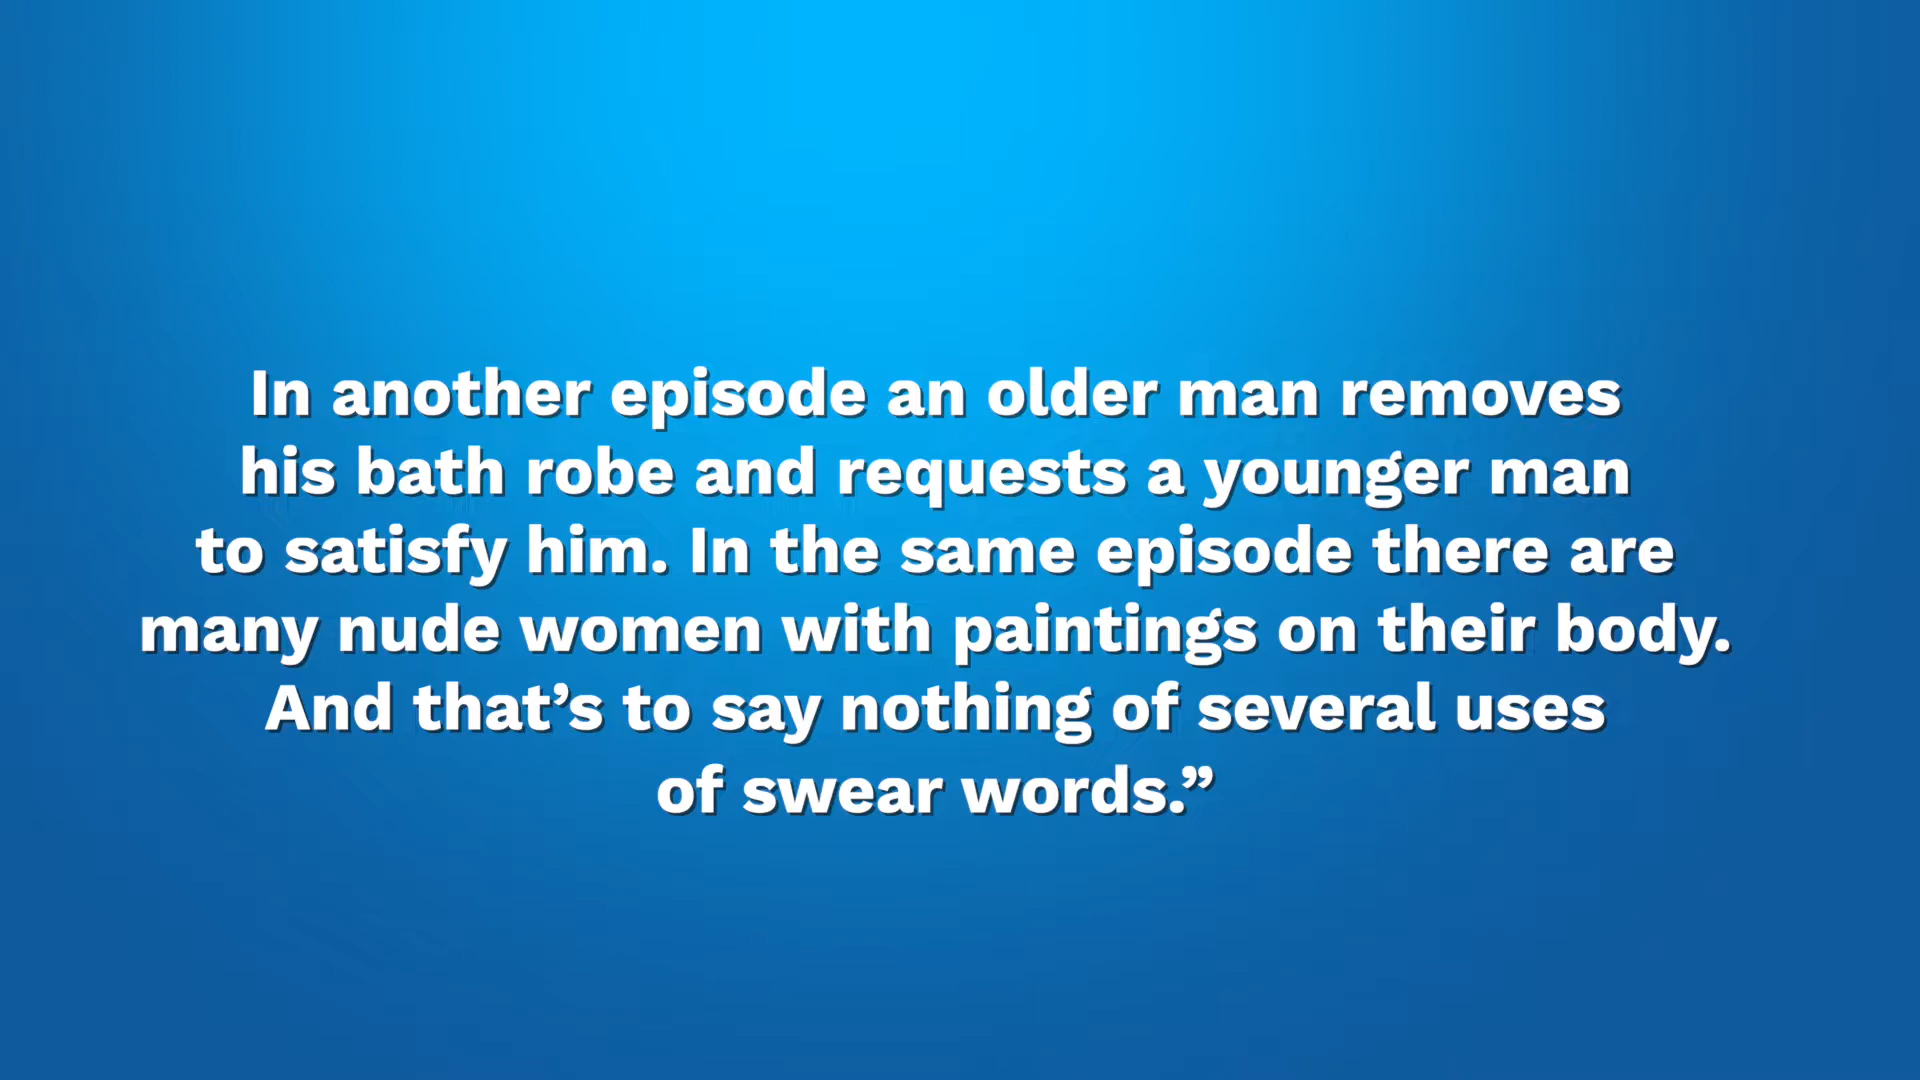 In another episode an older man removes
his bath robe and requests a younger man
to satisfy him. In the same episode there are
many nude women with paintings on their body.
And that’s to say nothing of several uses
of swear words.”